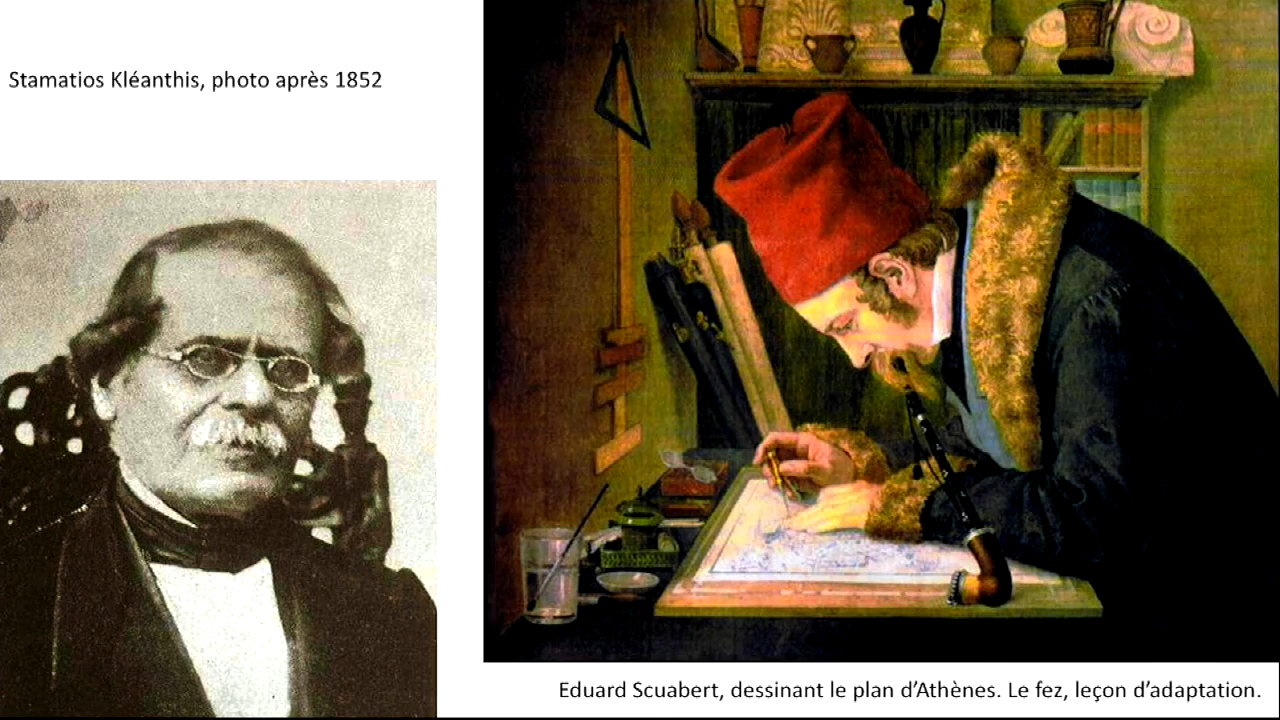 Stamatios Kléanthis, photo après 1852
Eduard Scuabert, dessinant le plan d’Athènes. Le fez, leçon d’adaptation.